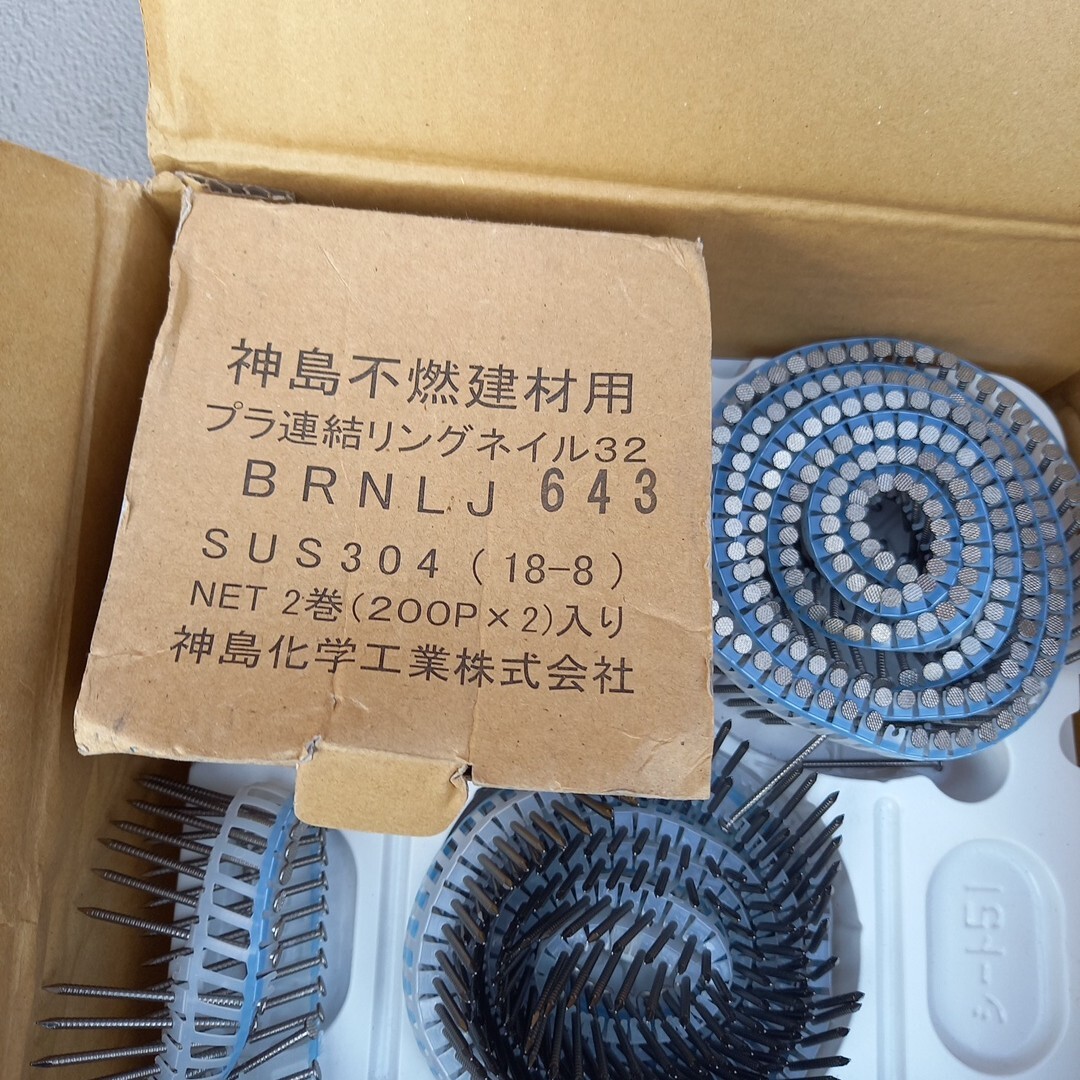 神島不燃建材用
プラ連結リングネイル32
BRNLJ 643
SUS304(18-8)
NET 2巻(200P×2)入り
神島化学工業株式会社